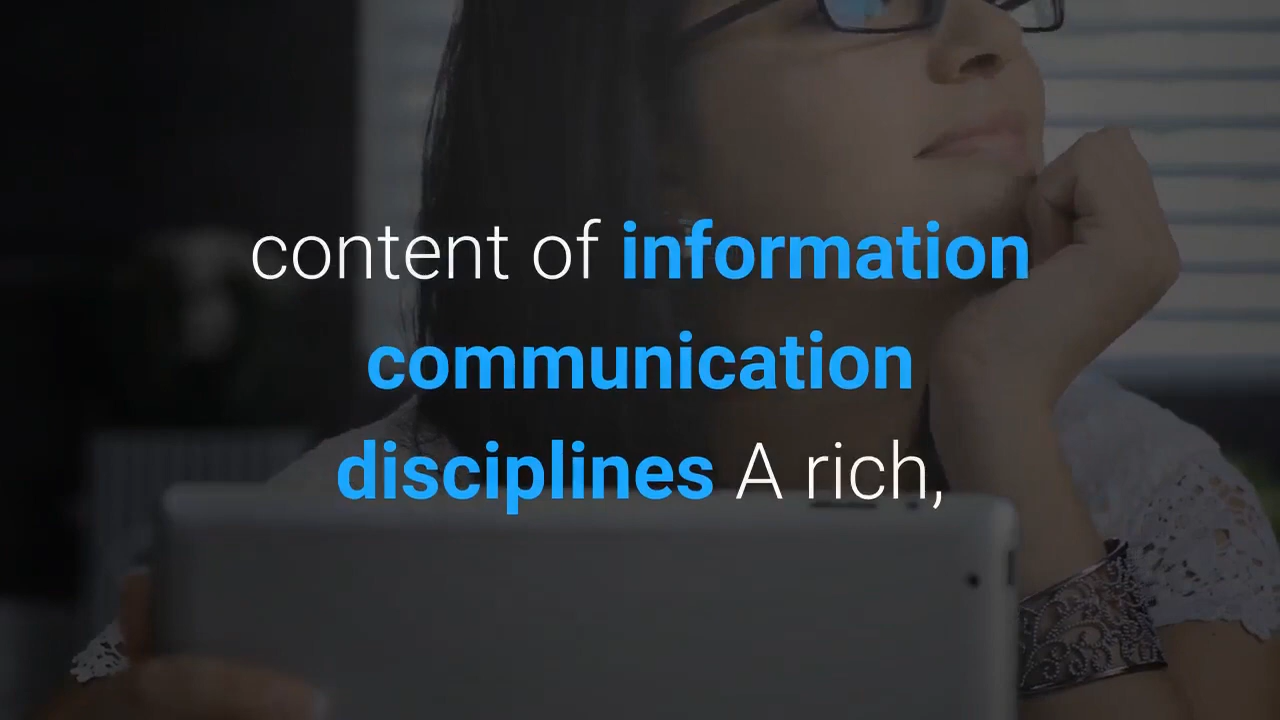 content of information
communication
disciplines A rich,